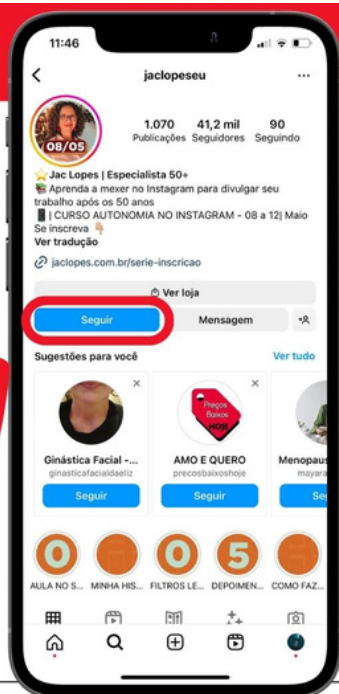 11:46
jaclopeseu
08/05
1.070 41,2 mil 90
Publicações Seguidores Seguindo
Jac Lopes | Especialista 50+
Aprenda a mexer no Instagram para divulgar seu
trabalho após os 50 anos
| CURSO AUTONOMIA NO INSTAGRAM - 08 a 12| Maio
Se inscreva
Ver tradução
jaclopes.com.br/serie-inscricao
Ver loja
Seguir Mensagem
Sugestões para você Ver tudo
Preços
Baixos
HOJE
Ginástica Facial -... AMO E QUERO Menopaus
ginasticafacialdaeliz precosbaixoshoje mayara
Seguir Seguir Se
0 0 5
AULA NO S... MINHA HIS... FILTROS LE... DEPOIMEN... COMO FAZ...